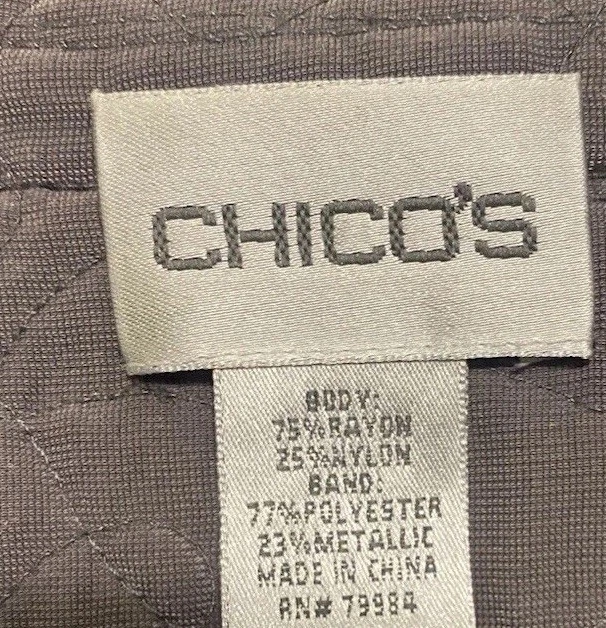 CHICO'S
BODY:
75% RAYON
25% NYLON
BAND:
77% POLYESTER
23% METALLIC
MADE IN CHINA
RN# 79984